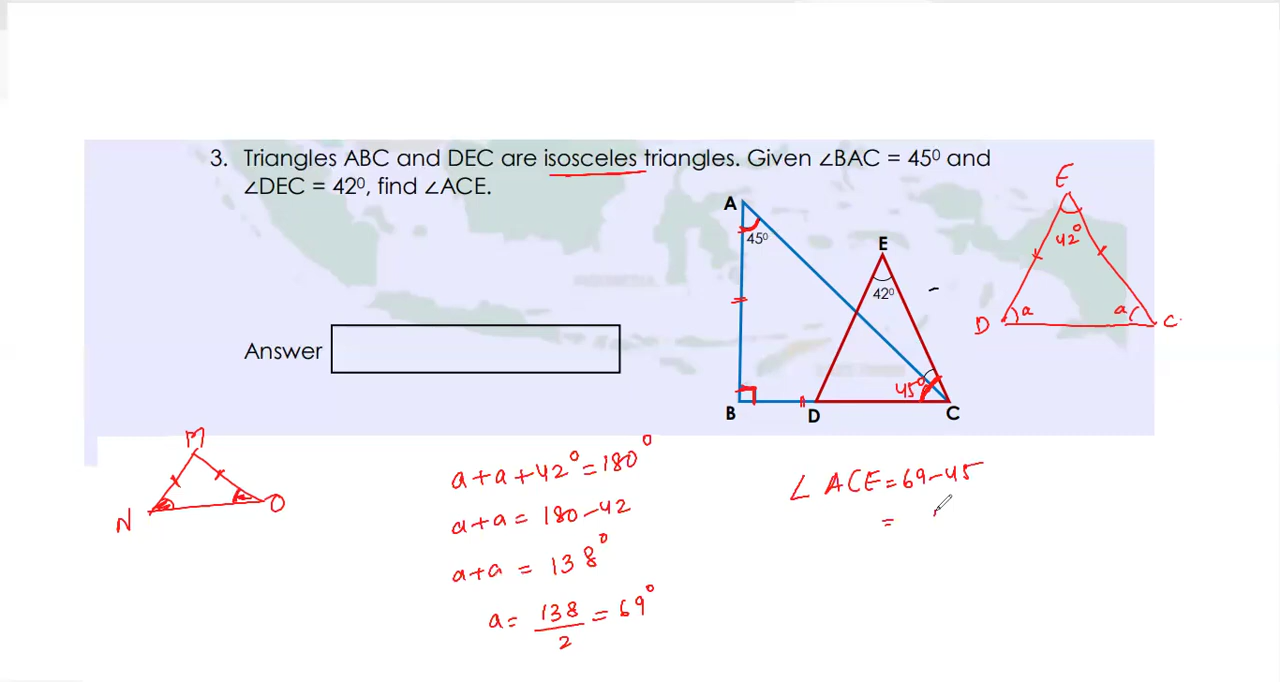 3. Triangles ABC and DEC are isosceles triangles. Given ∠BAC = 45⁰ and
∠DEC = 42⁰, find ∠ACE.
A
45⁰
E
42⁰
45⁰
B
D
C
E
42°
D
a
a
C
Answer
M
N
O
a+a+42°=180°
a+a = 180-42
a+a = 138°
a = 138/2 = 69°
∠ACE=69-45
=